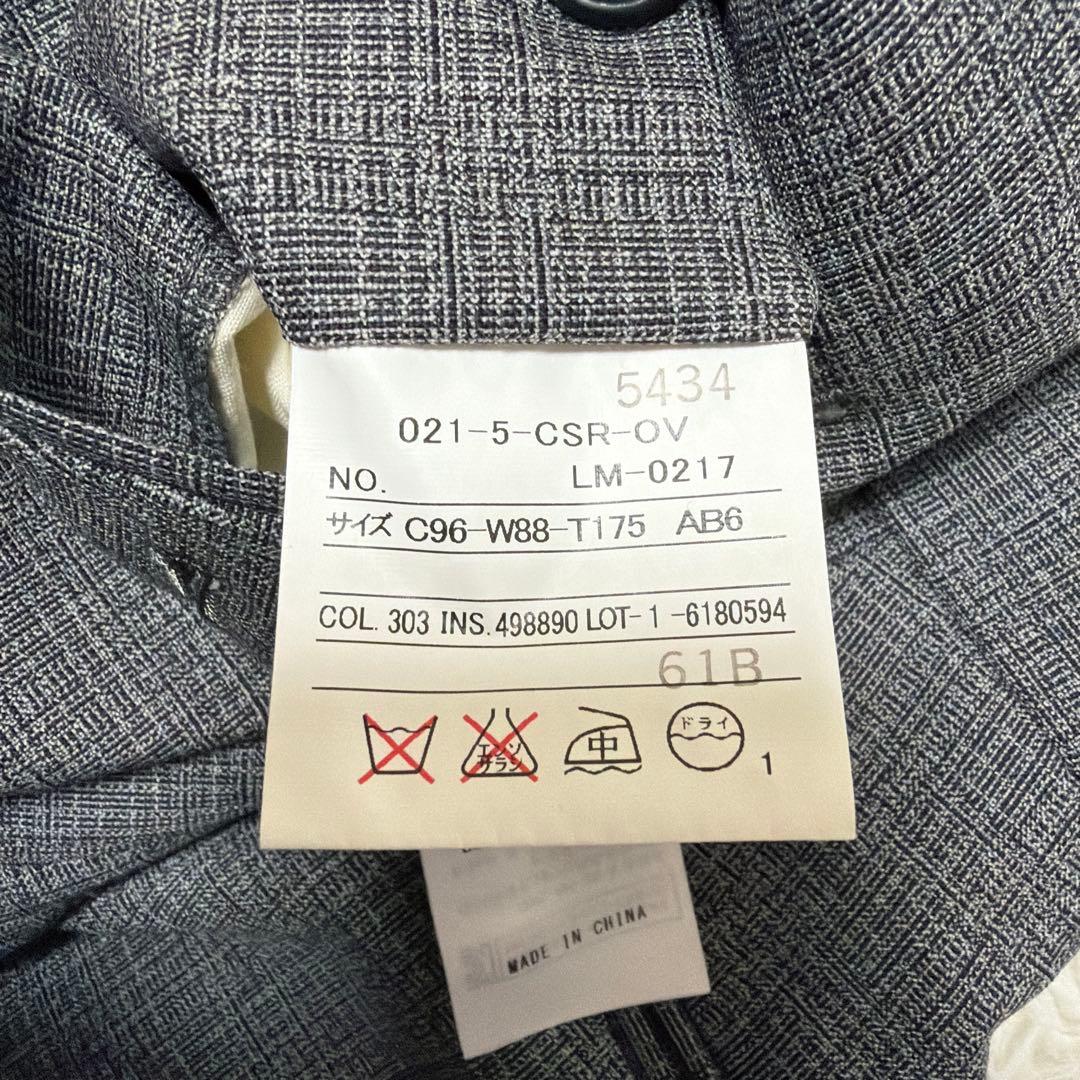 5434
021-5-CSR-OV
NO. LM-0217
サイズ C96-W88-T175 AB6
COL. 303 INS. 498890 LOT- 1 -6180594
61B
エンソ
サラシ
中
ドライ
1
MADE IN CHINA